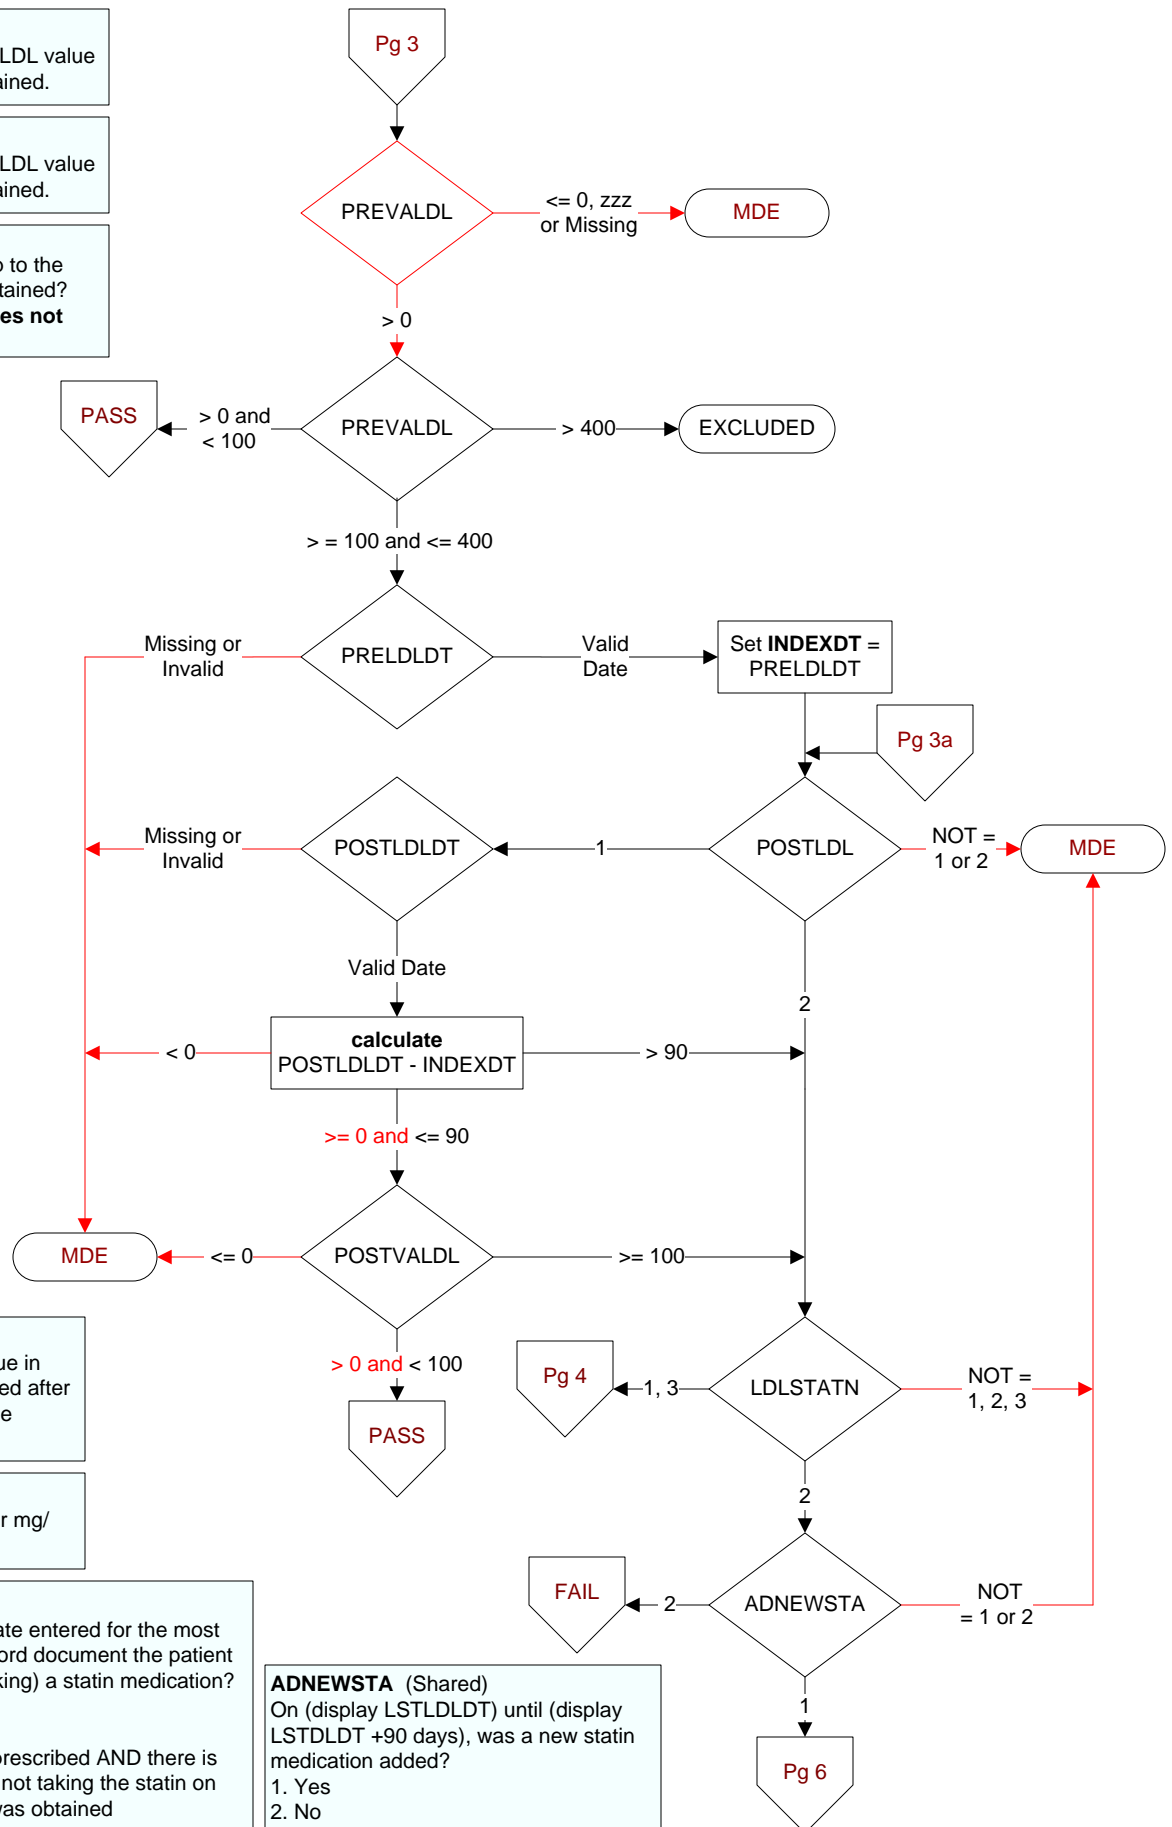 LDL value
Pg 3
LDL value
PREVALDL
<= 0, zzz
or Missing
MDE
to the
es not
> 0
PASS
> 0 and
< 100
PREVALDL
> 400
EXCLUDED
> = 100 and <= 400
Missing or
Invalid
PRELDLDT
Valid
Date
Set INDEXDT =
PRELDLDT
Pg 3a
Missing or
Invalid
POSTLDLDT
1
POSTLDL
NOT =
1 or 2
MDE
Valid Date
2
< 0
calculate
POSTLDLDT - INDEXDT
> 90
>= 0 and <= 90
MDE
<= 0
POSTVALDL
>= 100
> 0 and < 100
PASS
Pg 4
1, 3
LDLSTATN
NOT =
1, 2, 3
2
FAIL
2
ADNEWSTA
NOT
= 1 or 2
1
Pg 6
ue in
ed after
mg/
ate entered for the most
ord document the patient
king) a statin medication?
prescribed AND there is
not taking the statin on
was obtained
ADNEWSTA (Shared)
On (display LSTLDLDT) until (display
LSTDLDT +90 days), was a new statin
medication added?
1. Yes
2. No